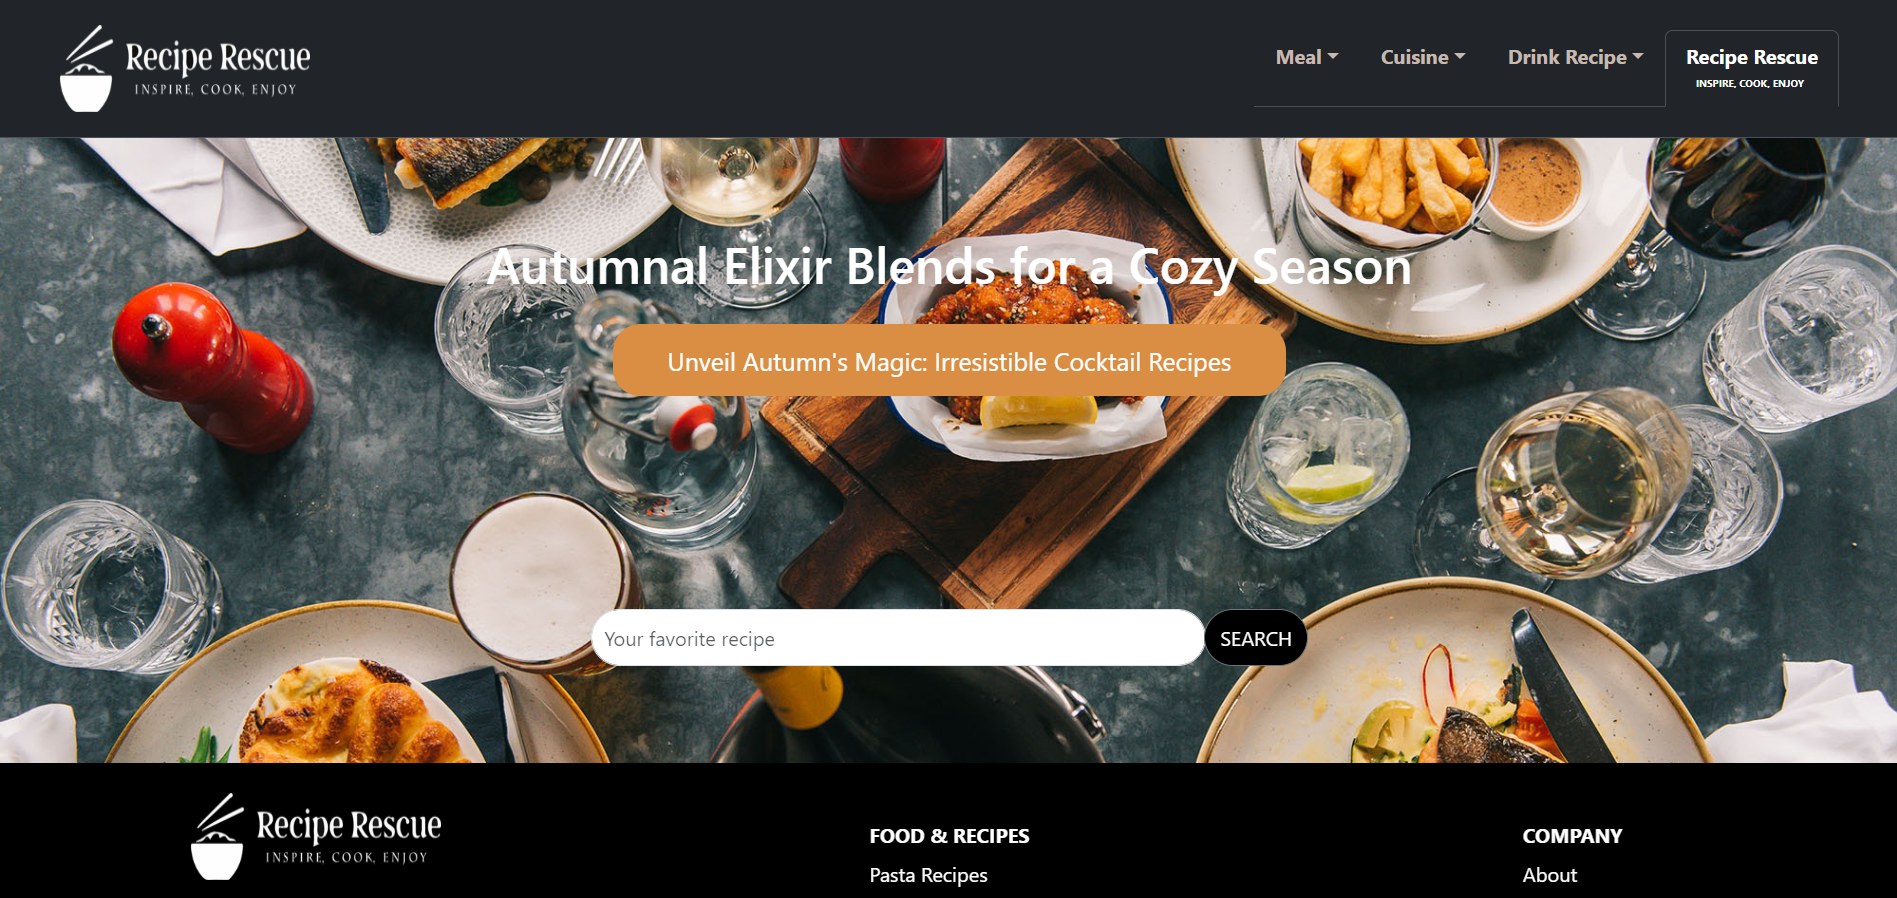 Recipe Rescue
INSPIRE, COOK, ENJOY
Meal
Cuisine
Drink Recipe
Recipe Rescue
INSPIRE, COOK, ENJOY
Autumnal Elixir Blends for a Cozy Season
Unveil Autumn's Magic: Irresistible Cocktail Recipes
Your favorite recipe
SEARCH
Recipe Rescue
INSPIRE, COOK, ENJOY
FOOD & RECIPES
Pasta Recipes
COMPANY
About